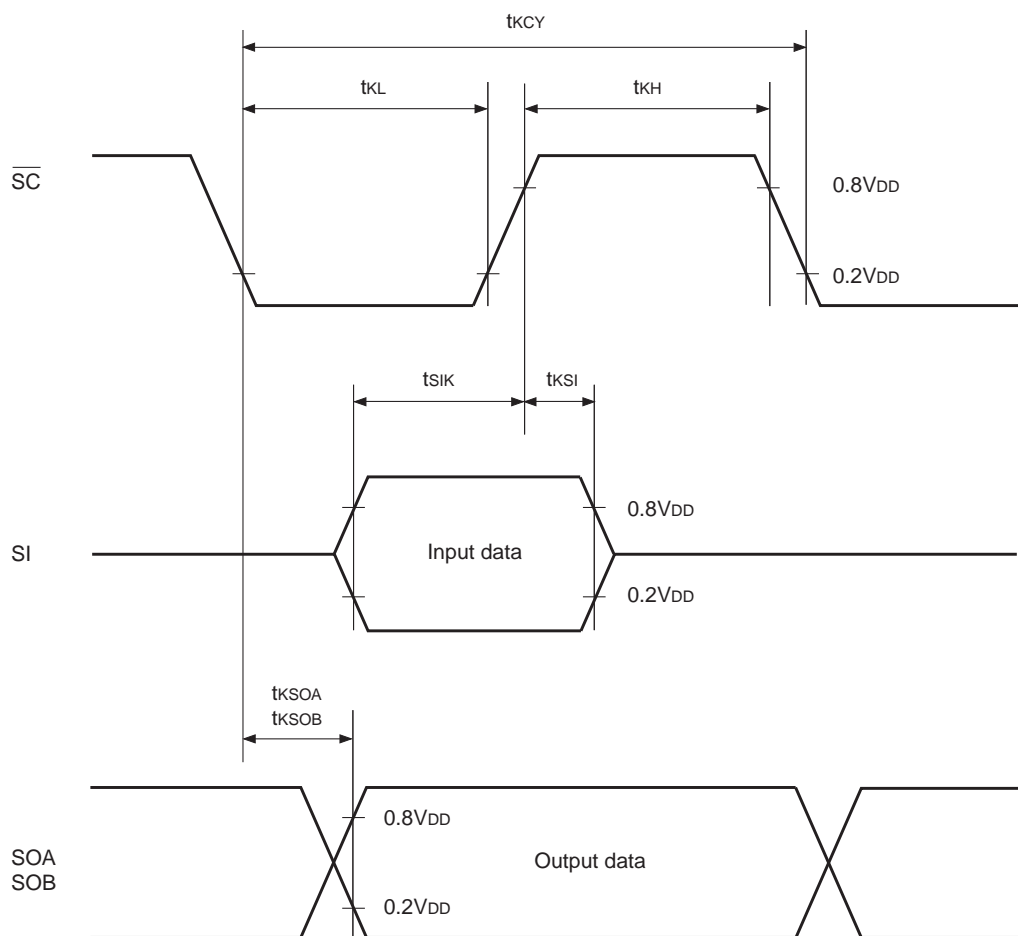 tKCY
tKL
tKH
SC
0.8VDD
0.2VDD
tSIK
tKSI
0.8VDD
SI
Input data
0.2VDD
tKSOA
tKSOB
0.8VDD
SOA
SOB
Output data
0.2VDD